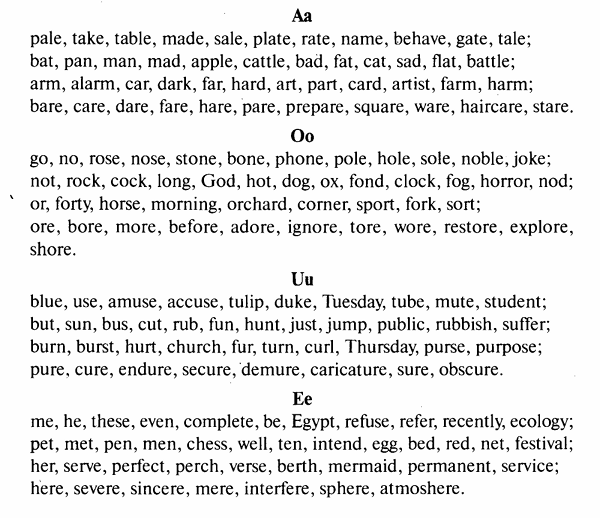 Aa
pale, take, table, made, sale, plate, rate, name, behave, gate, tale;
bat, pan, man, mad, apple, cattle, bad, fat, cat, sad, flat, battle;
arm, alarm, car, dark, far, hard, art, part, card, artist, farm, harm;
bare, care, dare, fare, hare, pare, prepare, square, ware, haircare, stare.
Oo
go, no, rose, nose, stone, bone, phone, pole, hole, sole, noble, joke;
not, rock, cock, long, God, hot, dog, ox, fond, clock, fog, horror, nod;
or, forty, horse, morning, orchard, corner, sport, fork, sort;
ore, bore, more, before, adore, ignore, tore, wore, restore, explore,
shore.
Uu
blue, use, amuse, accuse, tulip, duke, Tuesday, tube, mute, student;
but, sun, bus, cut, rub, fun, hunt, just, jump, public, rubbish, suffer;
burn, burst, hurt, church, fur, turn, curl, Thursday, purse, purpose;
pure, cure, endure, secure, demure, caricature, sure, obscure.
Ee
me, he, these, even, complete, be, Egypt, refuse, refer, recently, ecology;
pet, met, pen, men, chess, well, ten, intend, egg, bed, red, net, festival;
her, serve, perfect, perch, verse, berth, mermaid, permanent, service;
here, severe, sincere, mere, interfere, sphere, atmoshere.